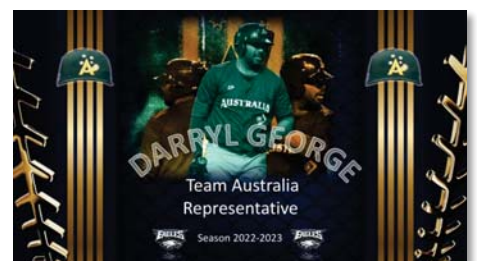 A A
AUSTRALIA
DARRYL GEORGE
Team Australia
Representative
EAGLES Season 2022-2023 EAGLES